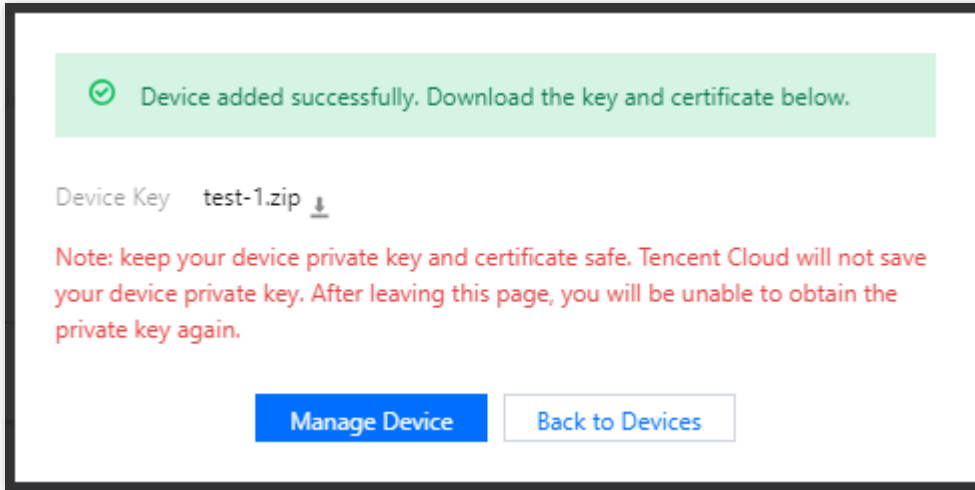 Device added successfully. Download the key and certificate below.
Device Key test-1.zip
Note: keep your device private key and certificate safe. Tencent Cloud will not save
your device private key. After leaving this page, you will be unable to obtain the
private key again.
Manage Device Back to Devices